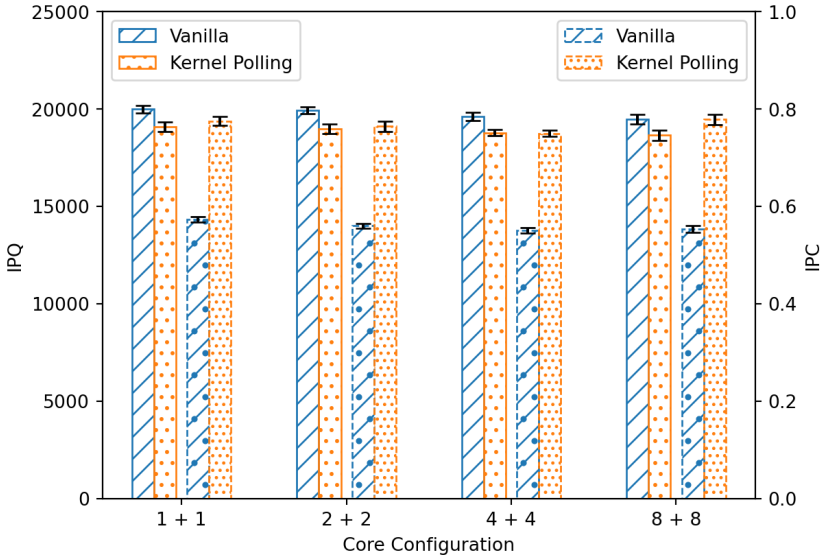 25000
20000
15000
10000
5000
0
IPQ
Vanilla
Kernel Polling
Vanilla
Kernel Polling
1.0
0.8
0.6
0.4
0.2
0.0
IPC
1 + 1
2 + 2
4 + 4
8 + 8
Core Configuration